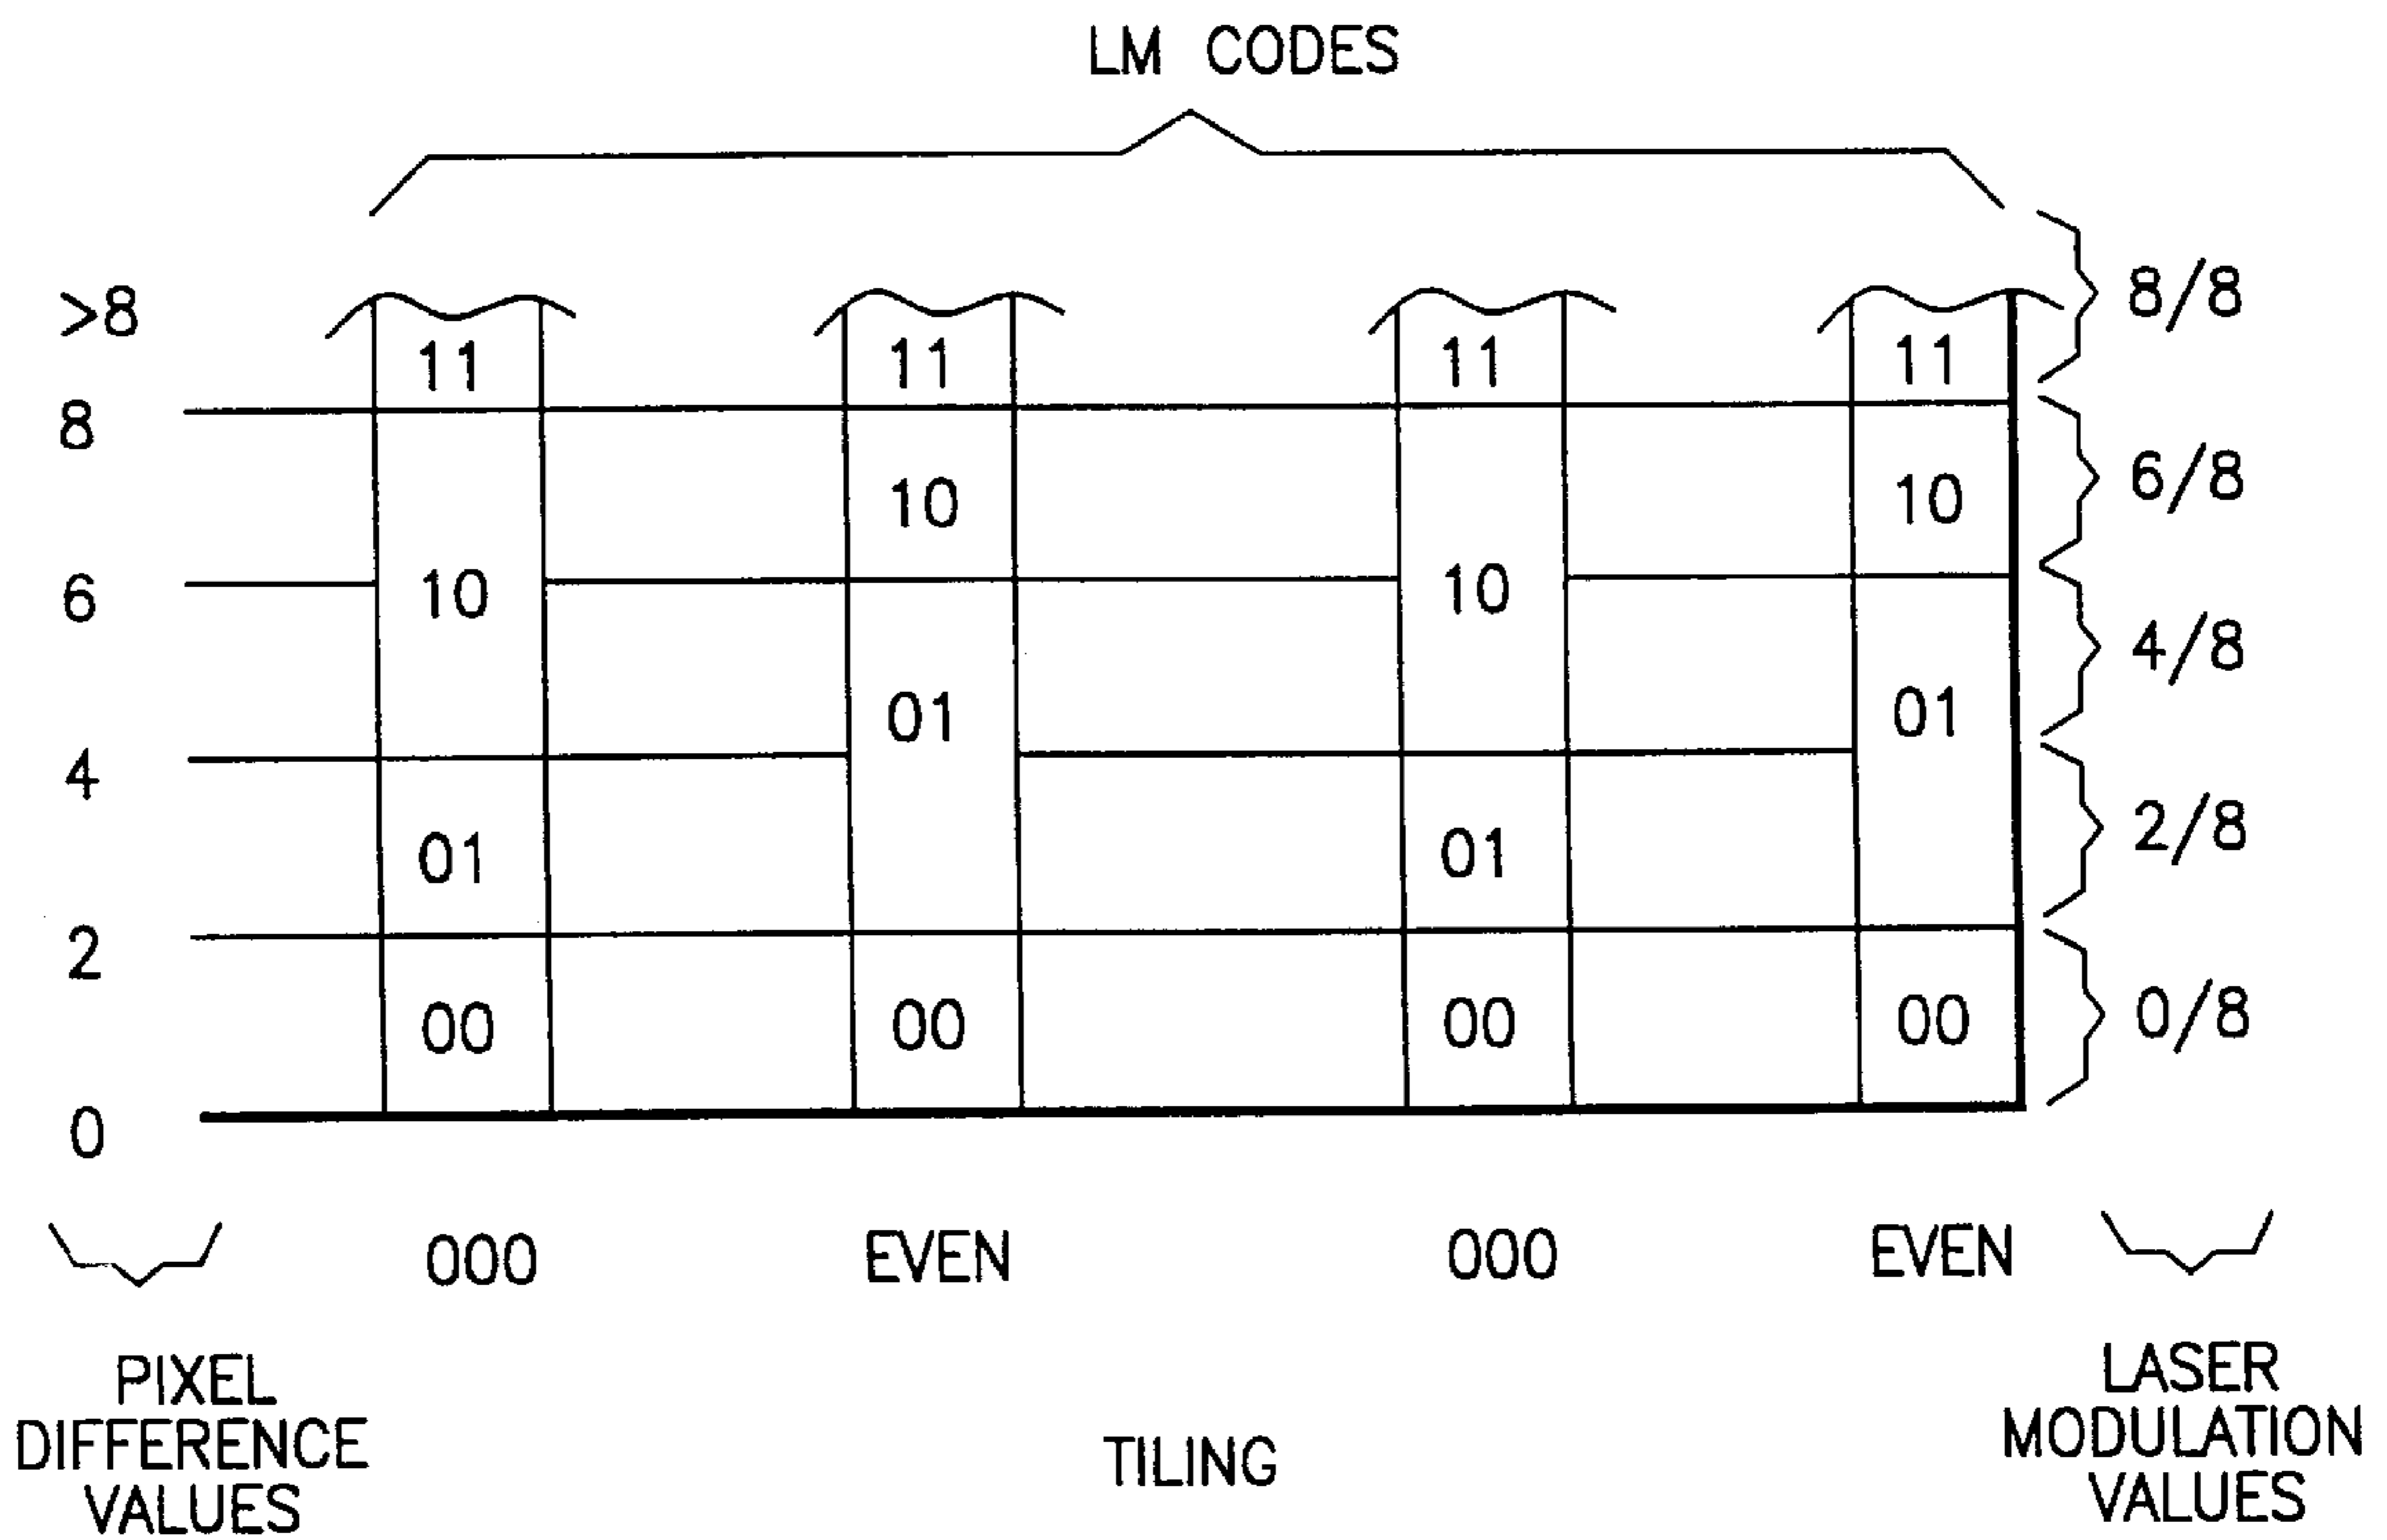 LM CODES
>8 11 11 11 11 8/8
8
10 10 6/8
6 10 10
4/8
01 01
4
01 01 2/8
2
00 00 00 00 0/8
0
000 EVEN 000 EVEN
PIXEL
DIFFERENCE
VALUES
TILING
LASER
MODULATION
VALUES